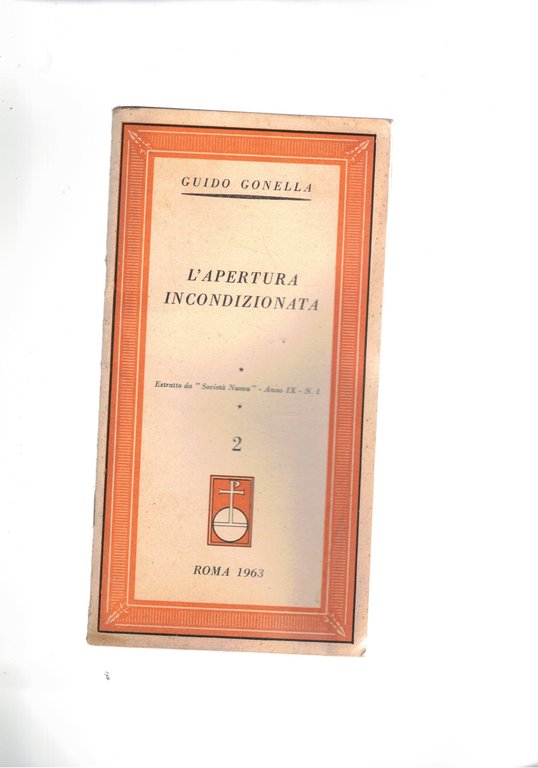 GUIDO GONELLA
L'APERTURA
INCONDIZIONATA
*
Estratto da "Società Nuova" - Anno IX - N. 1
*
2
ROMA 1963